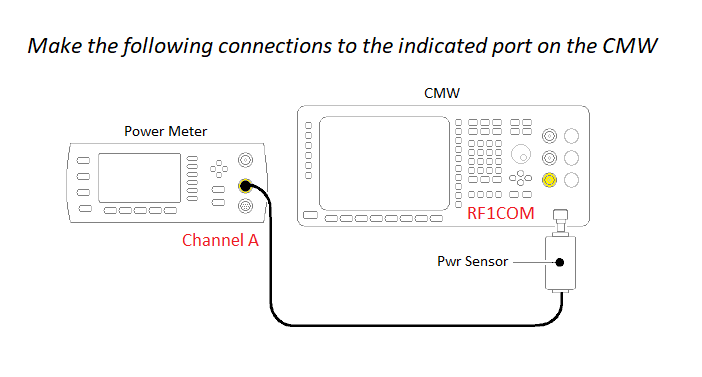 Make the following connections to the indicated port on the CMW
CMW
Power Meter
RF1COM
Channel A
Pwr Sensor